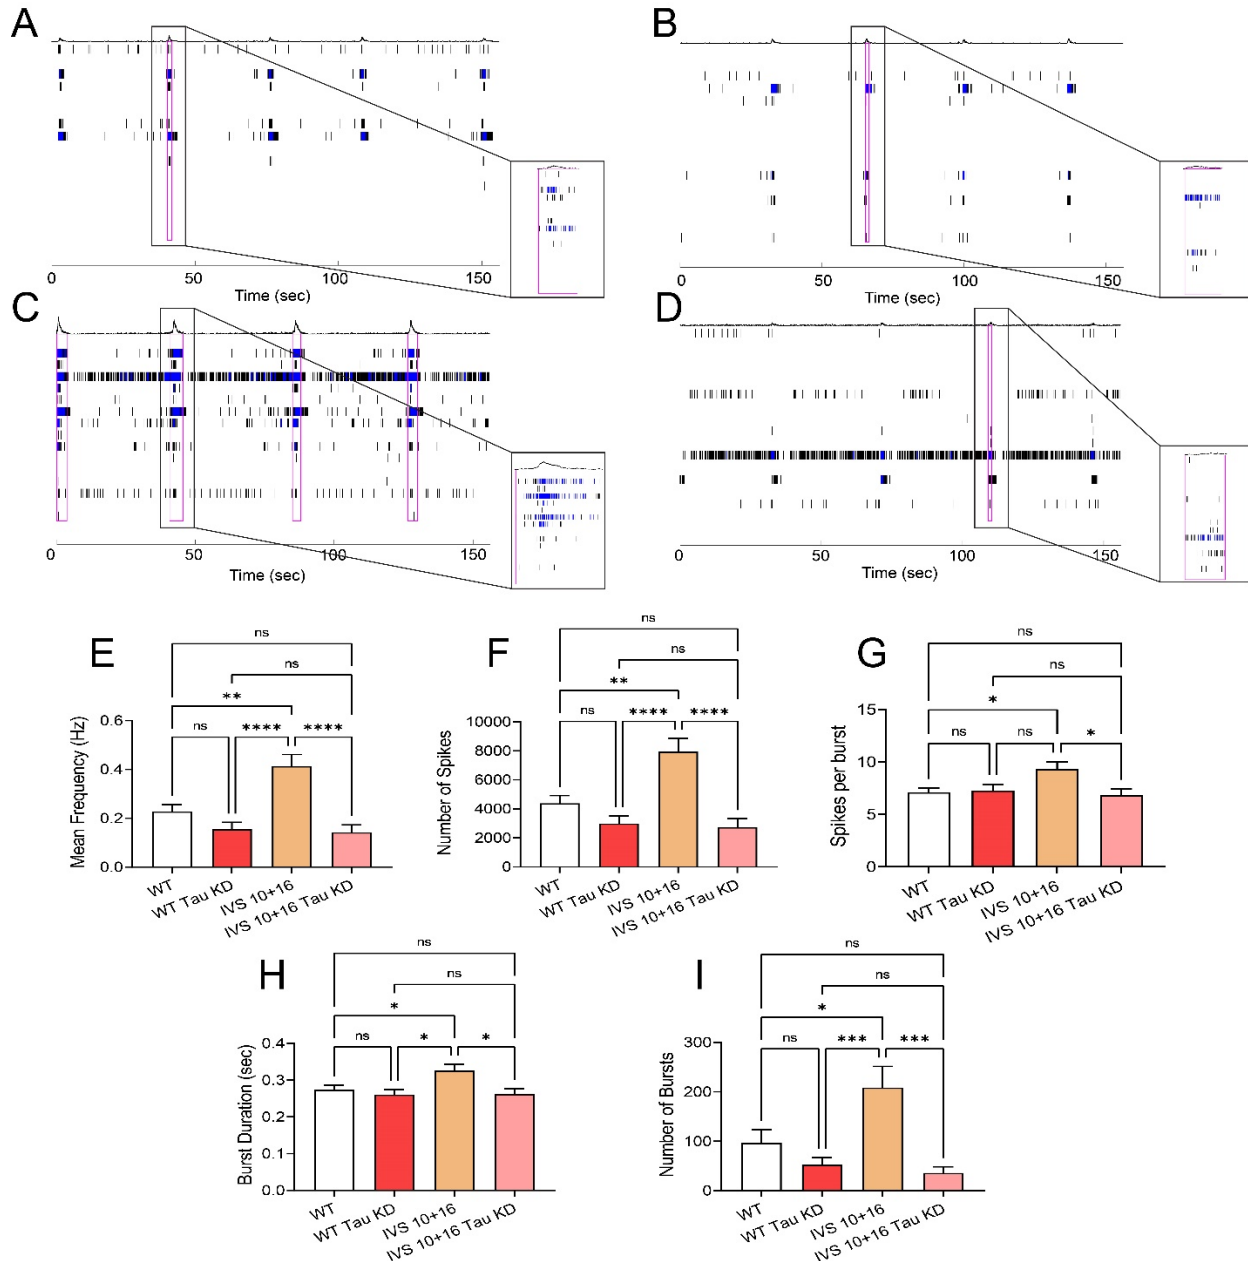 A
0 50 100 150
Time (sec)
B
0 50 100 150
Time (sec)
C
0 50 100 150
Time (sec)
D
0 50 100 150
Time (sec)
E
ns
ns
**
ns **** ****
Mean Frequency (Hz)
0.6
0.4
0.2
0.0
WT
WT Tau KD
IVS 10+16
IVS 10+16 Tau KD
F
ns
ns
**
ns **** ****
Number of Spikes
10000
8000
6000
4000
2000
0
WT
WT Tau KD
IVS 10+16
IVS 10+16 Tau KD
G
ns
ns
*
ns ns *
Spikes per burst
15
10
5
0
WT
WT Tau KD
IVS 10+16
IVS 10+16 Tau KD
H
ns
ns
*
ns * *
Burst Duration (sec)
0.4
0.3
0.2
0.1
0.0
WT
WT Tau KD
IVS 10+16
IVS 10+16 Tau KD
I
ns
ns
*
ns *** ***
Number of Bursts
300
200
100
0
WT
WT Tau KD
IVS 10+16
IVS 10+16 Tau KD